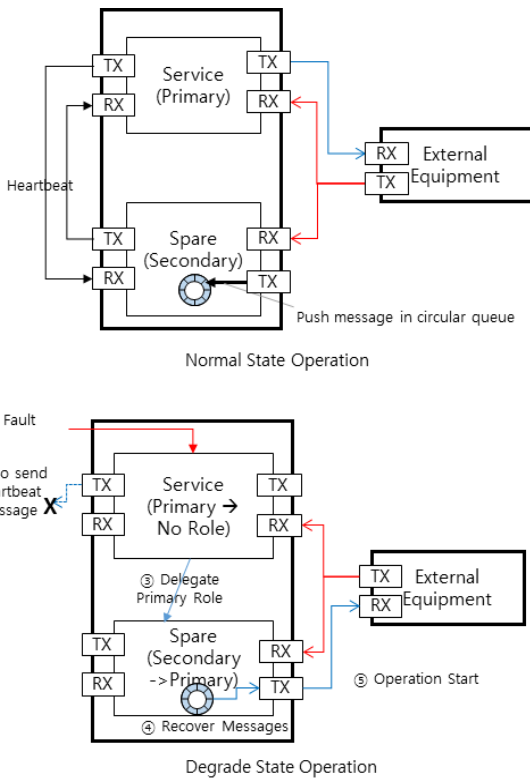 TX
Service
(Primary)
TX
RX
RX
RX
External
Equipment
TX
Heartbeat
TX
Spare
(Secondary)
RX
RX
TX
Push message in circular queue
Normal State Operation
Fault
TX
Service
(Primary →
No Role)
TX
send
message X
RX
RX
③ Delegate
Primary Role
TX
External
Equipment
RX
TX
Spare
(Secondary
->Primary)
RX
RX
TX
⑤ Operation Start
④ Recover Messages
Degrade State Operation